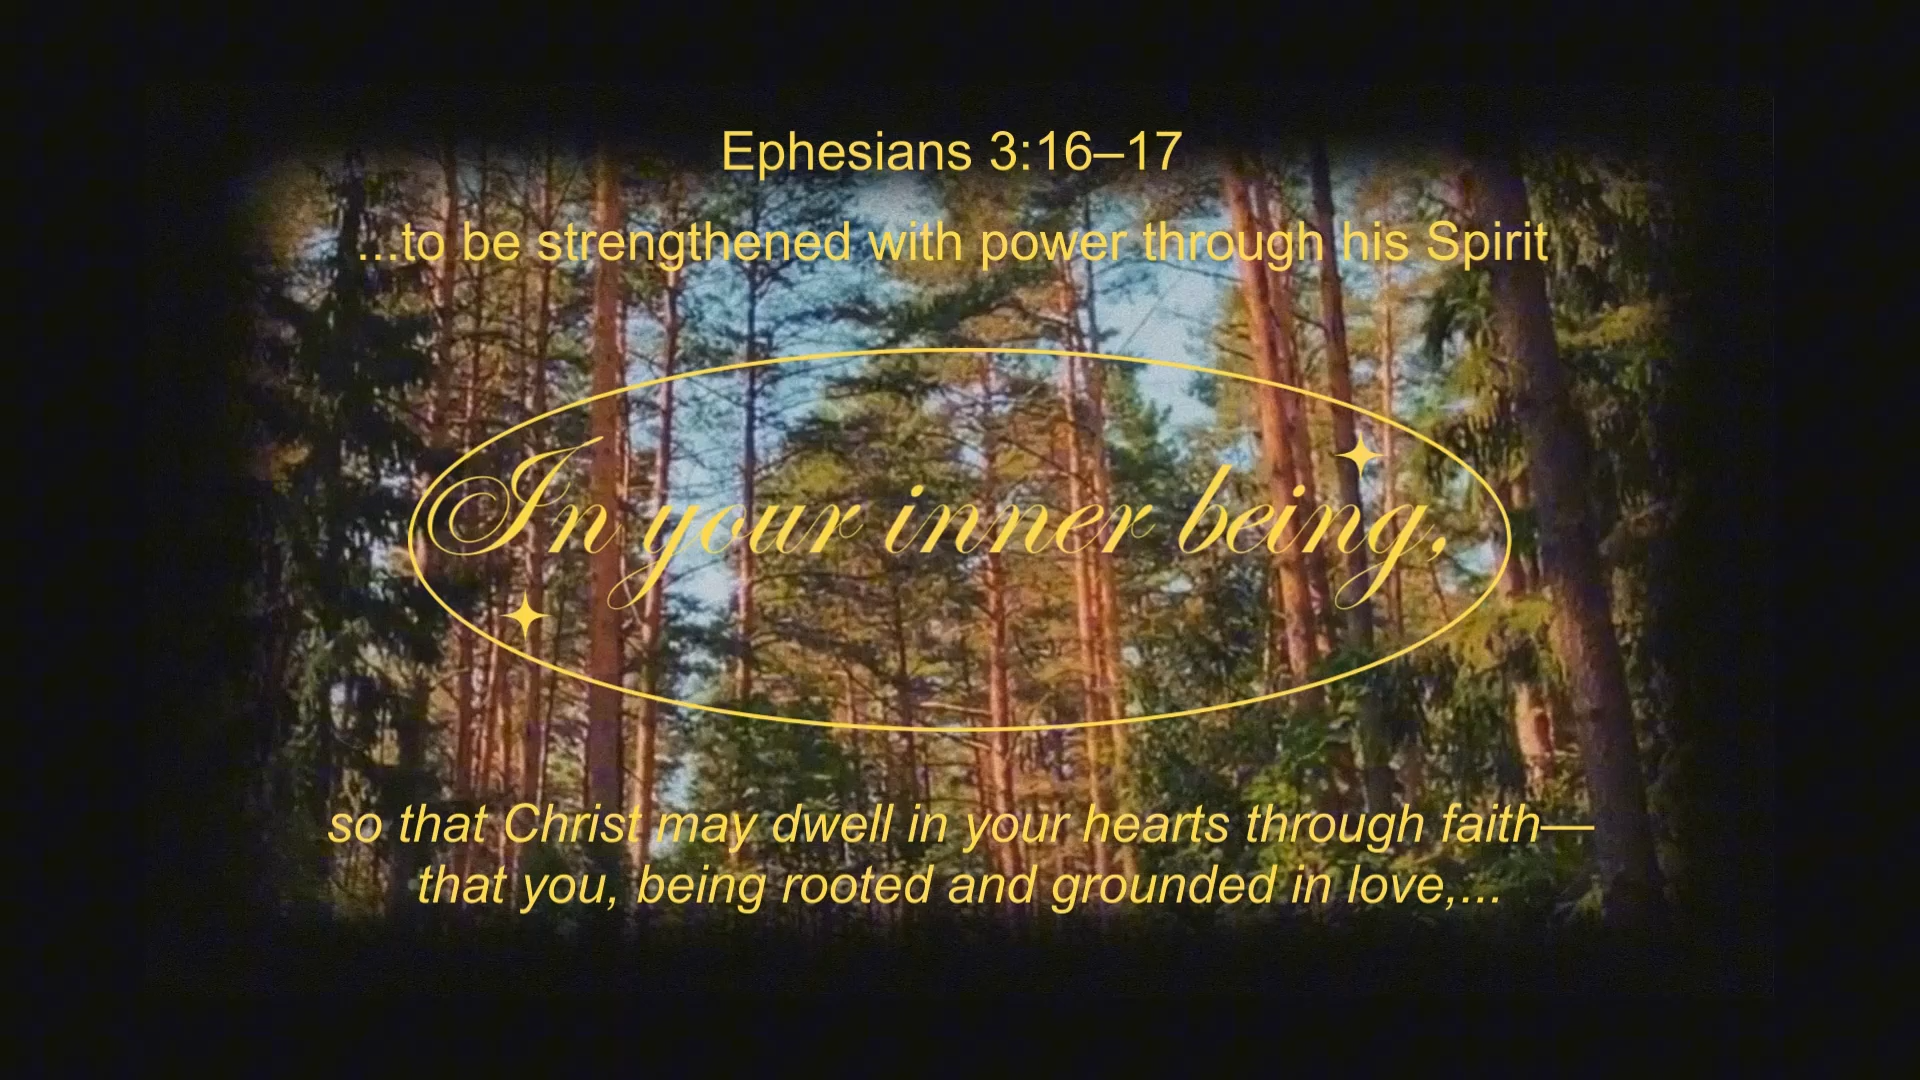 Ephesians 3:16–17
...to be strengthened with power through his Spirit
In your inner being,
so that Christ may dwell in your hearts through faith—
that you, being rooted and grounded in love,...